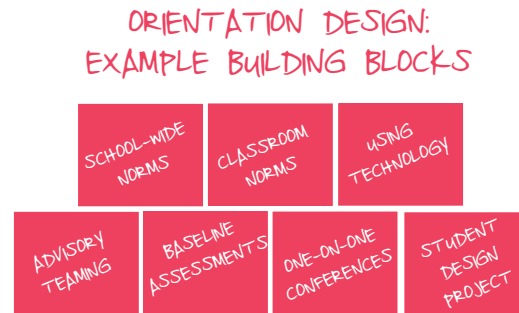 ORIENTATION DESIGN:
EXAMPLE BUILDING BLOCKS
SCHOOL-WIDE
NORMS
CLASSROOM
NORMS
USING
TECHNOLOGY
ADVISORY
TEAMING
BASELINE
ASSESSMENTS
ONE-ON-ONE
CONFERENCES
STUDENT
DESIGN
PROJECT